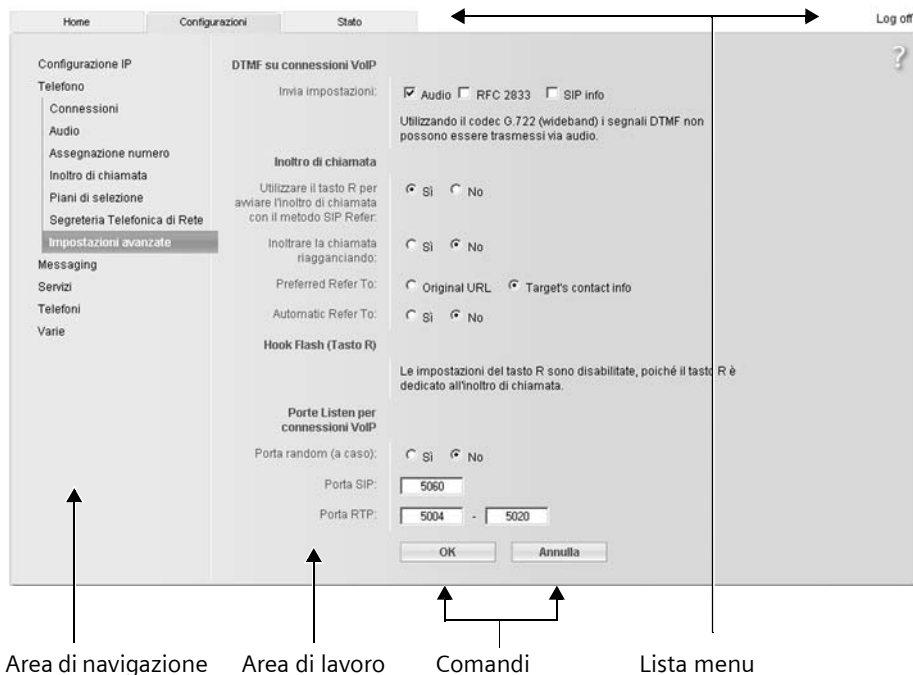 Home
Configurazioni
Stato
Log off
?
Configurazione IP
Telefono
Connessioni
Audio
Assegnazione numero
Inoltro di chiamata
Piani di selezione
Segreteria Telefonica di Rete
Impostazioni avanzate
Messaging
Servizi
Telefoni
Varie
DTMF su connessioni VoIP
Invia impostazioni:
Audio RFC 2833 SIP info
Utilizzando il codec G.722 (wideband) i segnali DTMF non
possono essere trasmessi via audio.
Inoltro di chiamata
Utilizzare il tasto R per
avviare l'inoltro di chiamata
con il metodo SIP Refer:
Sì No
Inoltrare la chiamata
riagganciando:
Sì No
Preferred Refer To:
Original URL Target's contact info
Automatic Refer To:
Sì No
Hook Flash (Tasto R)
Le impostazioni del tasto R sono disabilitate, poiché il tasto R è
dedicato all'inoltro di chiamata.
Porte Listen per
connessioni VoIP
Porta random (a caso):
Sì No
Porta SIP:
5060
Porta RTP:
5004 - 5020
OK
Annulla
Area di navigazione
Area di lavoro
Comandi
Lista menu